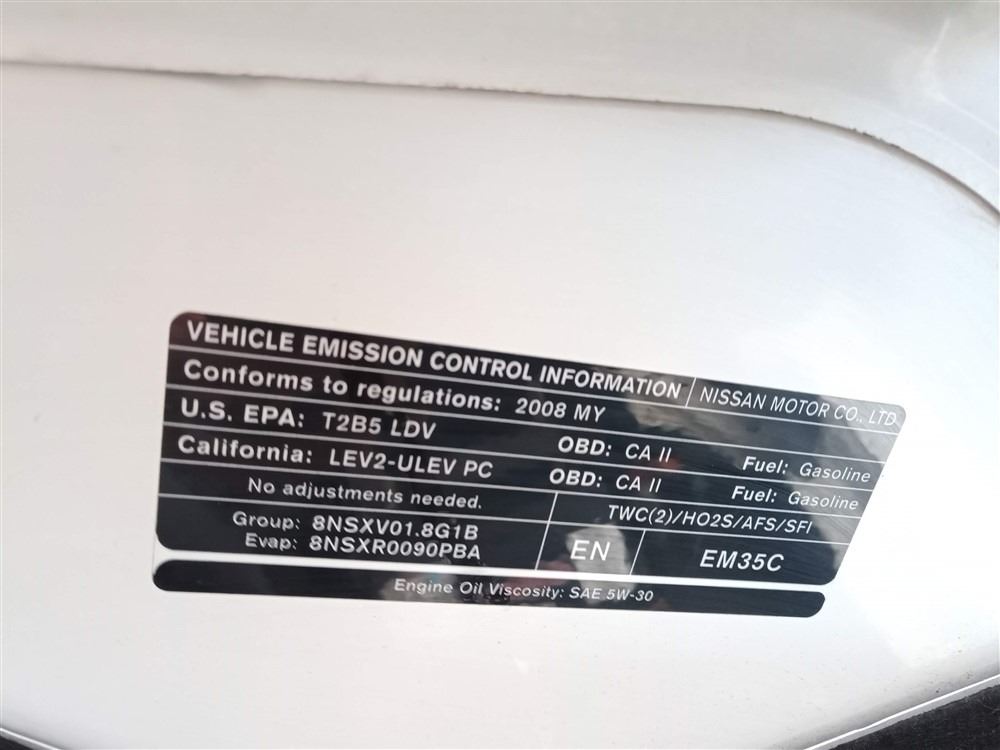 VEHICLE EMISSION CONTROL INFORMATION / NISSAN MOTOR CO., LTD
Conforms to regulations: 2008 MY
U.S. EPA: T2B5 LDV OBD: CA II Fuel: Gasoline
California: LEV2-ULEV PC OBD: CA II Fuel: Gasoline
No adjustments needed. TWC(2)/HO2S/AFS/SFI
Group: 8NSXV01.8G1B
Evap: 8NSXR0090PBA
EN EM35C
Engine Oil Viscosity: SAE 5W-30